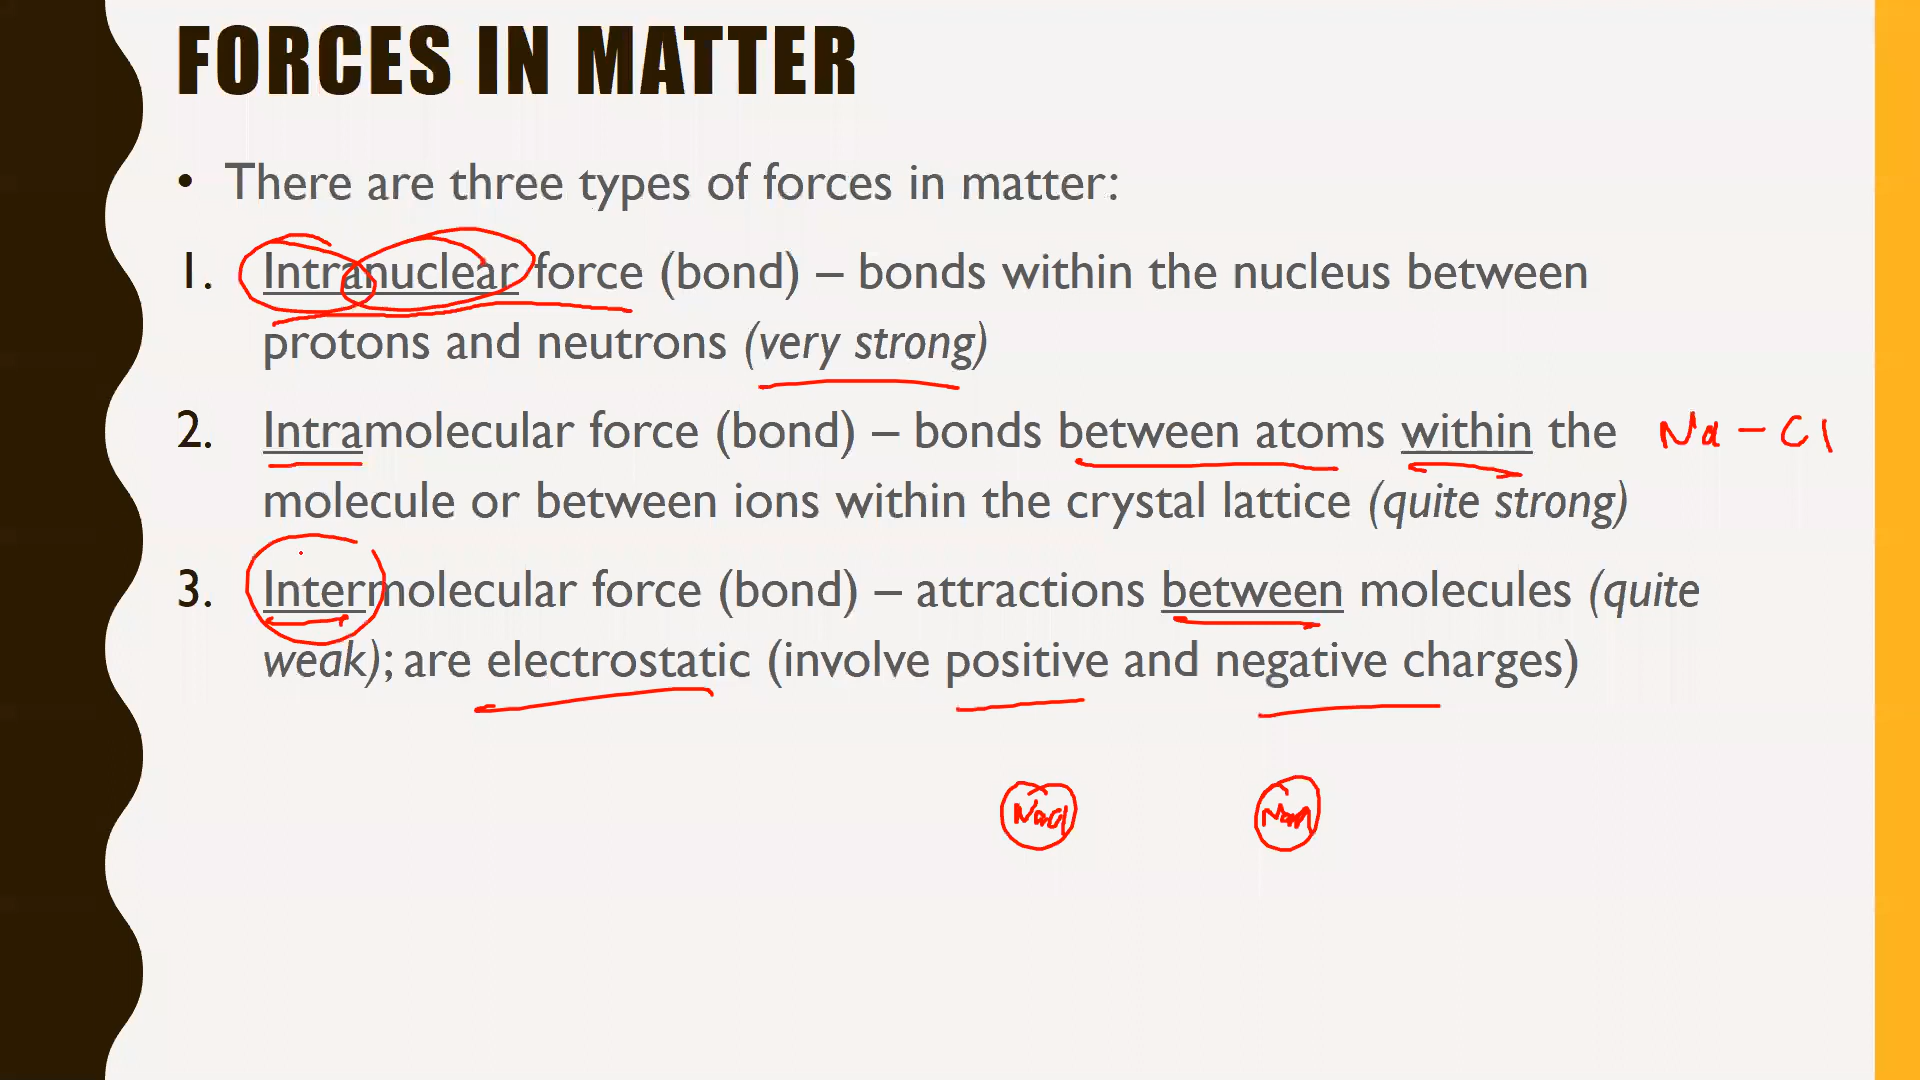 FORCES IN MATTER
• There are three types of forces in matter:
1. Intranuclear force (bond) – bonds within the nucleus between
protons and neutrons (very strong)
2. Intramolecular force (bond) – bonds between atoms within the Na – Cl
molecule or between ions within the crystal lattice (quite strong)
3. Intermolecular force (bond) – attractions between molecules (quite
weak); are electrostatic (involve positive and negative charges)
NaCl